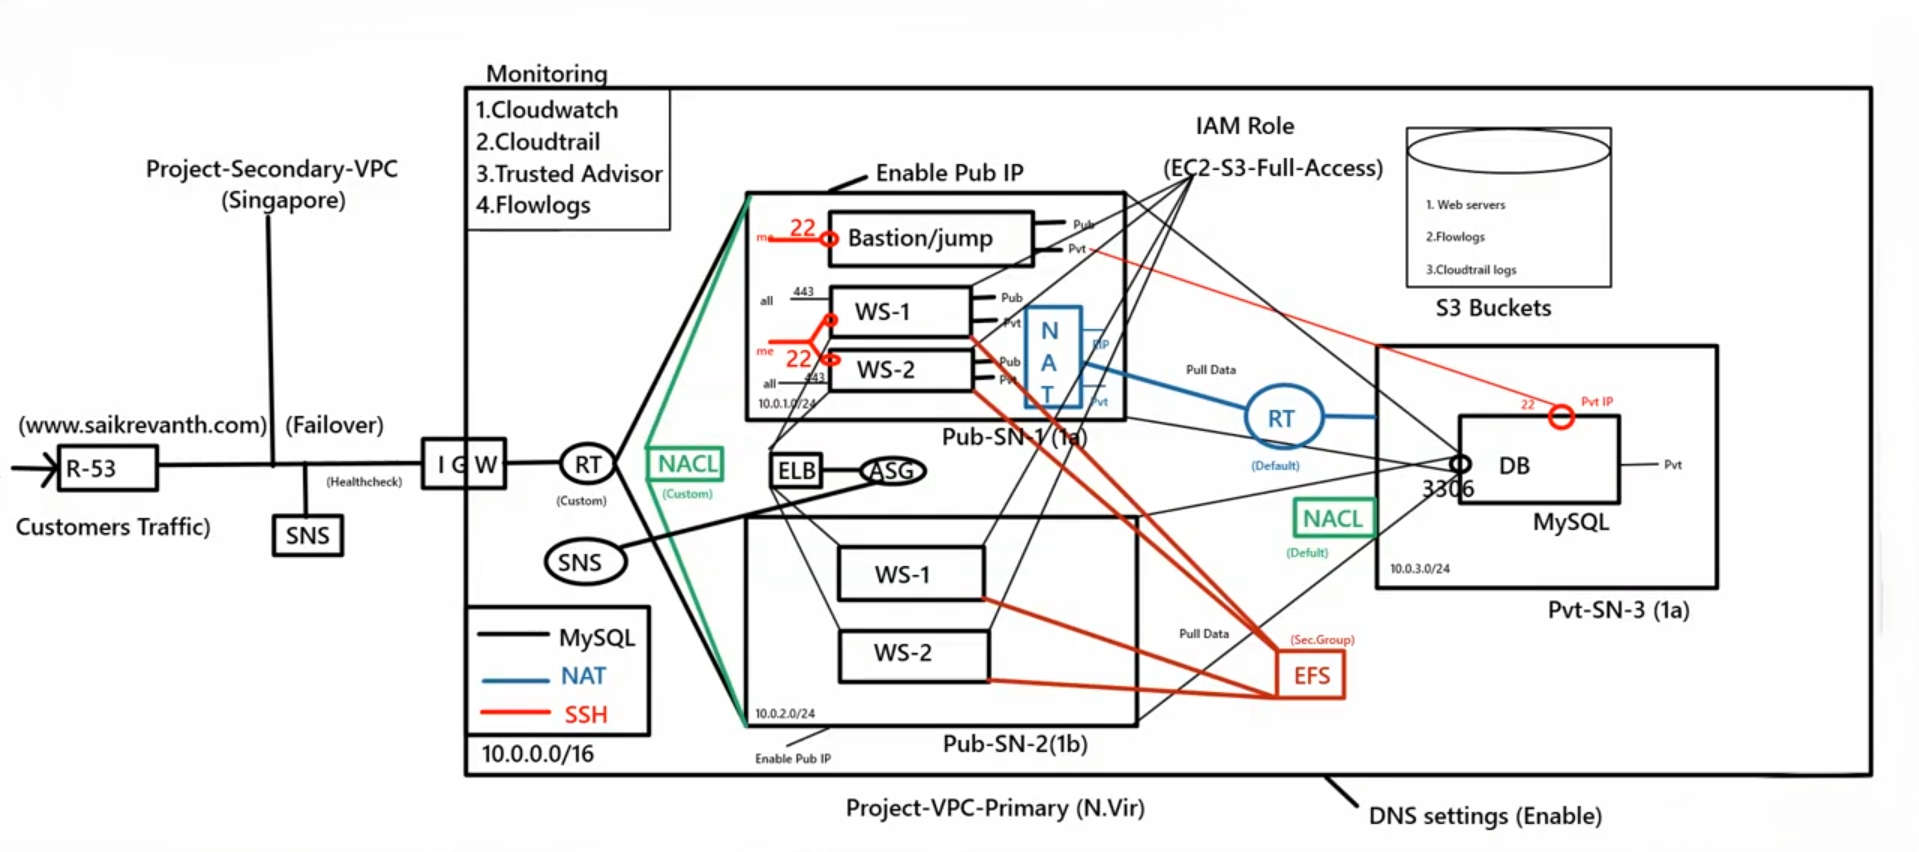 Monitoring
1.Cloudwatch
2.Cloudtrail
3.Trusted Advisor
4.Flowlogs
Project-Secondary-VPC
(Singapore)
(www.saikrevanth.com)
(Failover)
R-53
Customers Traffic)
(Healthcheck)
SNS
I G W
RT
(Custom)
NACL
(Custom)
SNS
MySQL
NAT
SSH
10.0.0.0/16
Enable Pub IP
me
22
Bastion/jump
Pub
Pvt
all
443
WS-1
Pub
Pvt
me
22
WS-2
Pub
Pvt
all
443
10.0.1.0/24
N
A
T
EIP
Pvt
Pub-SN-1/(1a)
ELB
ASG
WS-1
WS-2
10.0.2.0/24
Pub-SN-2(1b)
Enable Pub IP
IAM Role
(EC2-S3-Full-Access)
1. Web servers
2.Flowlogs
3.Cloudtrail logs
S3 Buckets
Pull Data
RT
(Default)
22
Pvt IP
DB
3306
Pvt
MySQL
NACL
(Defult)
10.0.3.0/24
Pvt-SN-3 (1a)
Pull Data
(Sec.Group)
EFS
Project-VPC-Primary (N.Vir)
DNS settings (Enable)